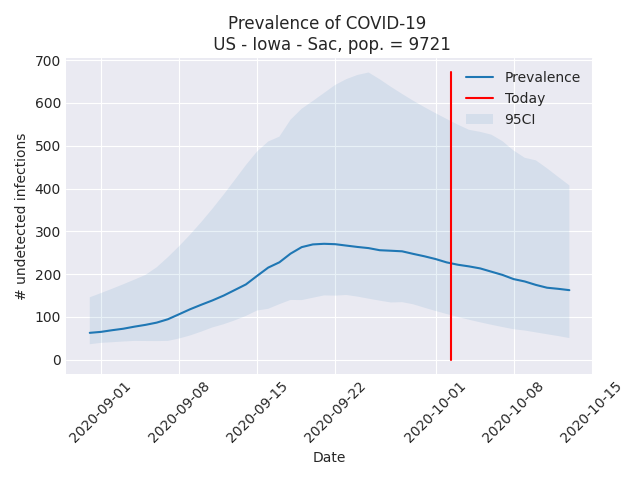 Prevalence of COVID-19
US - Iowa - Sac, pop. = 9721
700
600
500
400
300
200
100
0
# undetected infections
Prevalence
Today
95CI
2020-09-01
2020-09-08
2020-09-15
2020-09-22
2020-10-01
2020-10-08
2020-10-15
Date